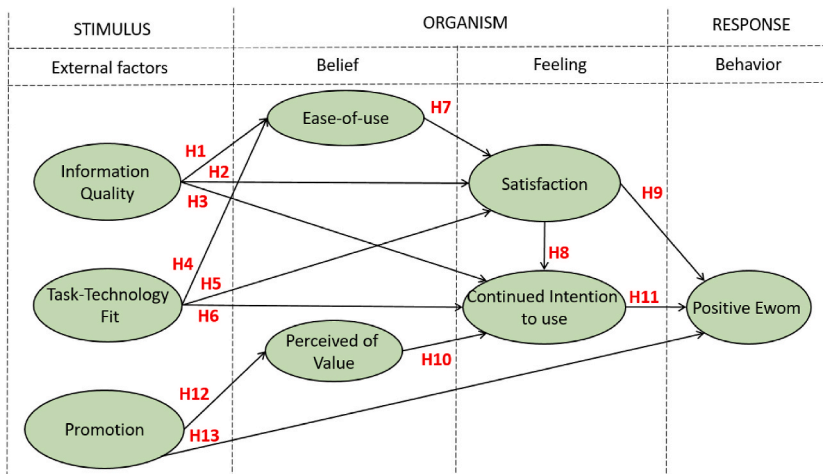 STIMULUS
ORGANISM
RESPONSE
External factors
Belief
Feeling
Behavior
Ease-of-use
H7
H1
Information
Quality
H2
H3
Satisfaction
H9
H4
H5
H8
Task-Technology
Fit
H6
Continued Intention
to use
H11
Positive Ewom
Perceived of
Value
H10
H12
Promotion
H13